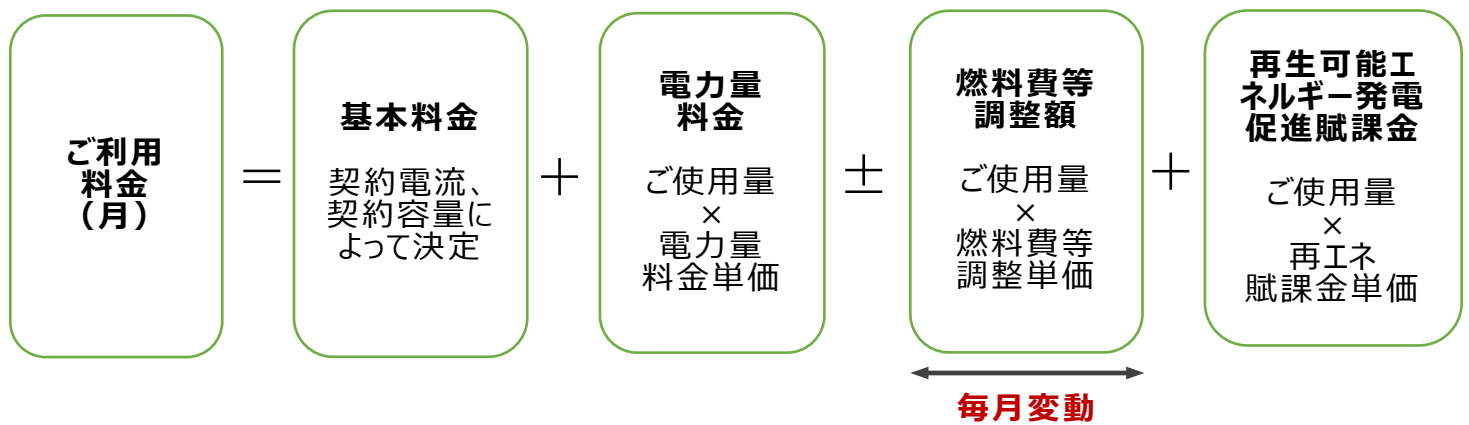 ご利用
料金
（月）
＝
基本料金
契約電流、
契約容量に
よって決定
＋
電力量
料金
ご使用量
×
電力量
料金単価
±
燃料費等
調整額
ご使用量
×
燃料費等
調整単価
＋
再生可能エ
ネルギー発電
促進賦課金
ご使用量
×
再エネ
賦課金単価
毎月変動